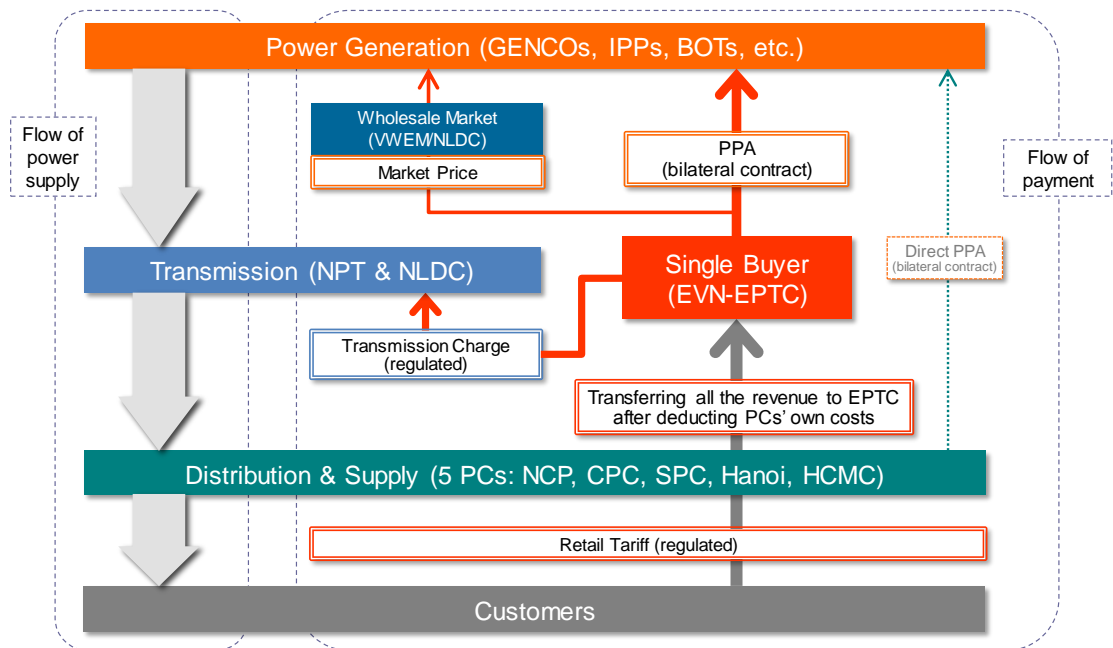 Power Generation (GENCOs, IPPs, BOTs, etc.)
Flow of
power
supply
Wholesale Market
(VWEM/NLDC)
Market Price
PPA
(bilateral contract)
Flow of
payment
Transmission (NPT & NLDC)
Single Buyer
(EVN-EPTC)
Direct PPA
(bilateral contract)
Transmission Charge
(regulated)
Transferring all the revenue to EPTC
after deducting PCs' own costs
Distribution & Supply (5 PCs: NCP, CPC, SPC, Hanoi, HCMC)
Retail Tariff (regulated)
Customers